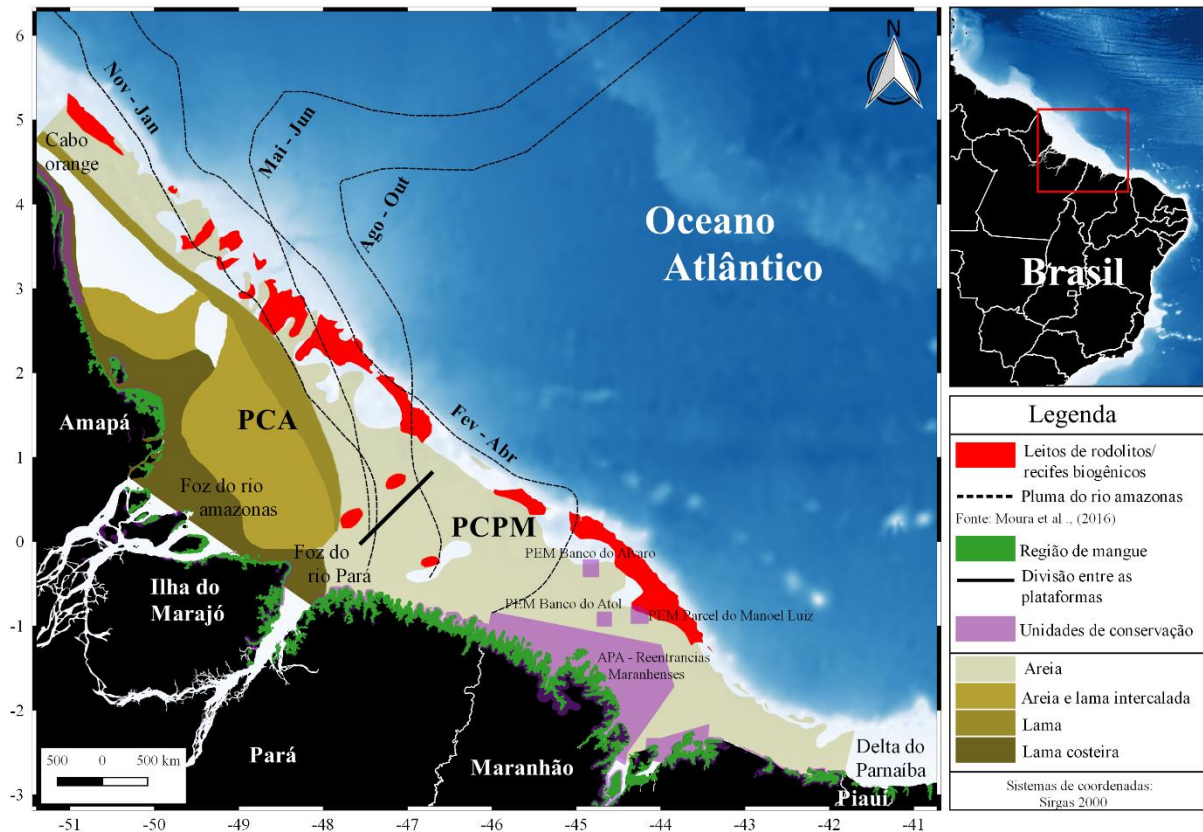 6
5
4
3
2
1
0
-1
-2
-3
-51
-50
-49
-48
-47
-46
-45
-44
-43
-42
-41
N
Nov - Jan
Mai - Jun
Ago - Out
Fev - Abr
Cabo
orange
Oceano
Atlântico
PCA
Amapá
Foz do rio
amazonas
Foz do
rio Pará
PCPM
PEM Banco do Álvaro
PEM Banco do Atol
PEM Parcel do Manoel Luiz
APA - Reentrancias
Maranhenses
Ilha do
Marajó
Pará
Maranhão
Delta do
Parnaíba
Piauí
500 0 500 km
Brasil
Legenda
Leitos de rodolitos/
recifes biogênicos
Pluma do rio amazonas
Fonte: Moura et al ., (2016)
Região de mangue
Divisão entre as
plataformas
Unidades de conservação
Areia
Areia e lama intercalada
Lama
Lama costeira
Sistemas de coordenadas:
Sirgas 2000